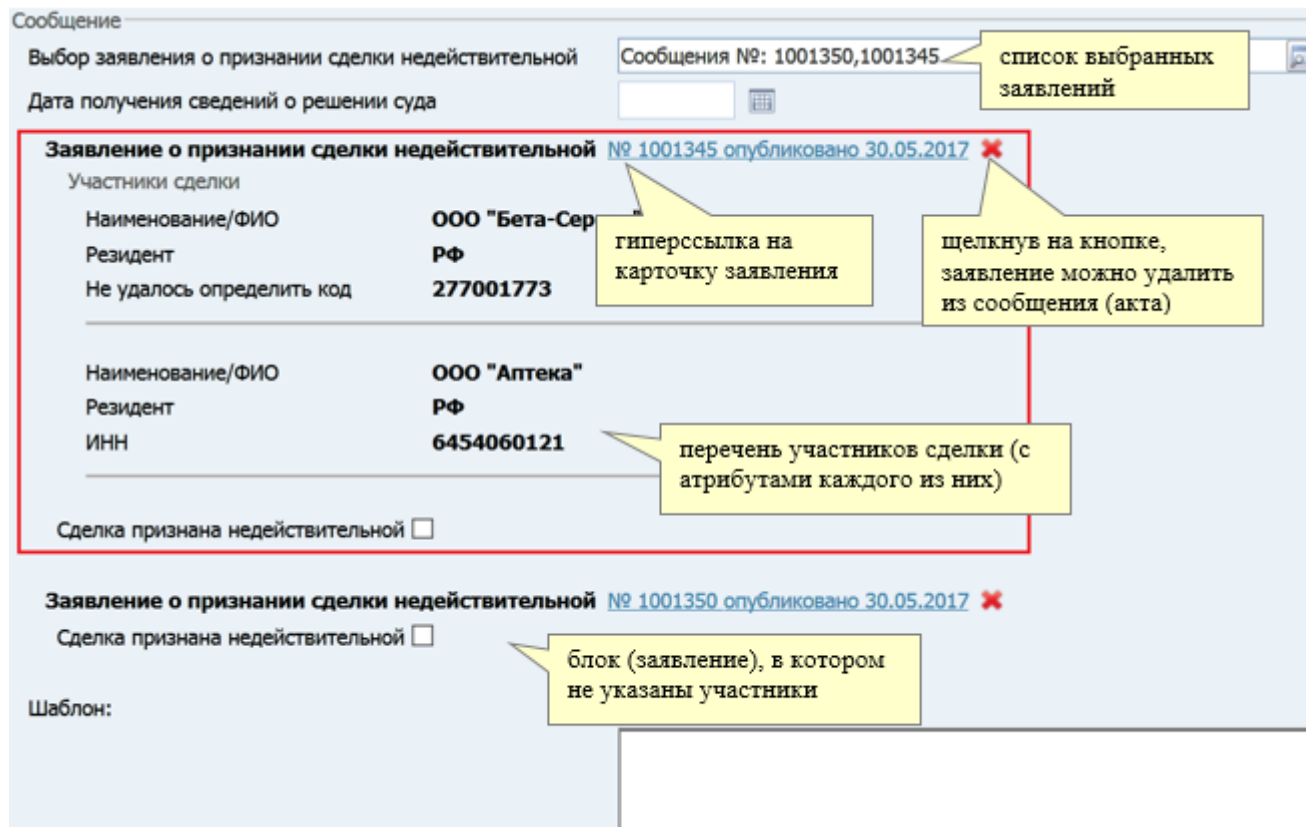 Сообщение
Выбор заявления о признании сделки недействительной
Сообщения №: 1001350,1001345
список выбранных
заявлений
Дата получения сведений о решении суда
Заявление о признании сделки недействительной № 1001345 опубликовано 30.05.2017
Участники сделки
Наименование/ФИО ООО "Бета-Сер
Резидент РФ
Не удалось определить код 277001773
гиперссылка на
карточку заявления
щелкнув на кнопке,
заявление можно удалить
из сообщения (акта)
Наименование/ФИО ООО "Аптека"
Резидент РФ
ИНН 6454060121
перечень участников сделки (с
атрибутами каждого из них)
Сделка признана недействительной
Заявление о признании сделки недействительной № 1001350 опубликовано 30.05.2017
Сделка признана недействительной
блок (заявление), в котором
не указаны участники
Шаблон: